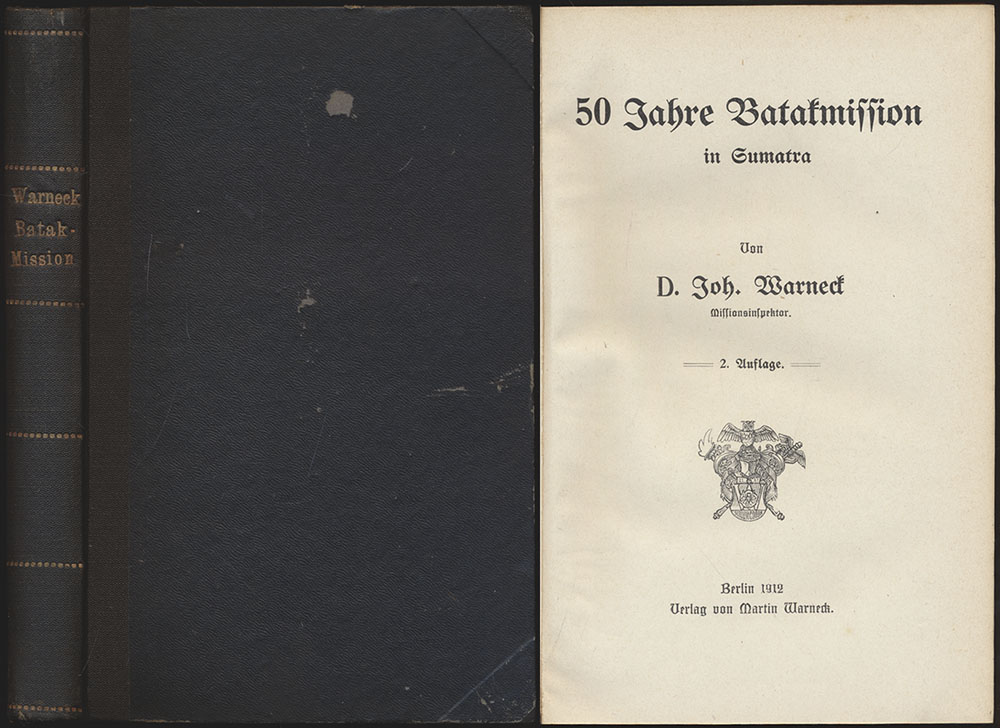 Warneck
Batak-
Mission
50 Jahre Batakmission
in Sumatra
Von
D. Joh. Warneck
Missionsinspektor.
2. Auflage.
Berlin 1912
Verlag von Martin Warneck.